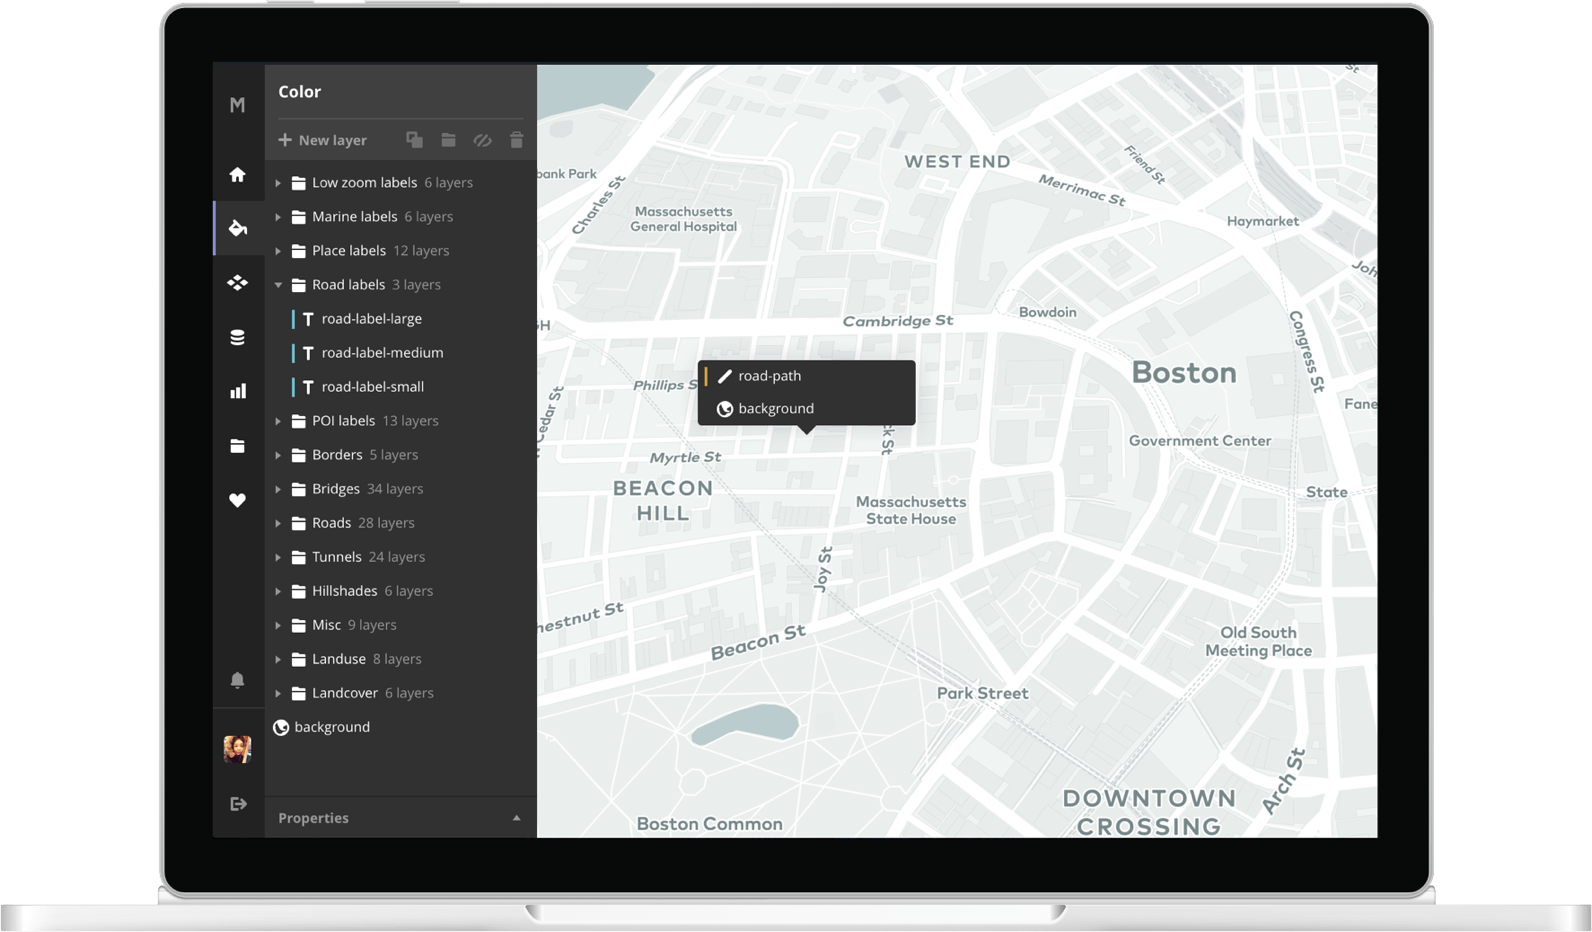 M
Color
New layer
Low zoom labels 6 layers
Marine labels 6 layers
Place labels 12 layers
Road labels 3 layers
T road-label-large
T road-label-medium
T road-label-small
POI labels 13 layers
Borders 5 layers
Bridges 34 layers
Roads 28 layers
Tunnels 24 layers
Hillshades 6 layers
Misc 9 layers
Landuse 8 layers
Landcover 6 layers
background
Properties
St
WEST END
Friend St
bank Park
Merrimac St
Charles St
Massachusetts
General Hospital
Haymarket
Joh
Bowdoin
Cambridge St
GH
Congress St
road-path
background
Boston
Phillips S
Cedar St
Fane
ck St
Government Center
Myrtle St
BEACON
HILL
State
Massachusetts
State House
Joy St
hestnut St
Beacon St
Old South
Meeting Place
Park Street
Arch St
DOWNTOWN
CROSSING
Boston Common